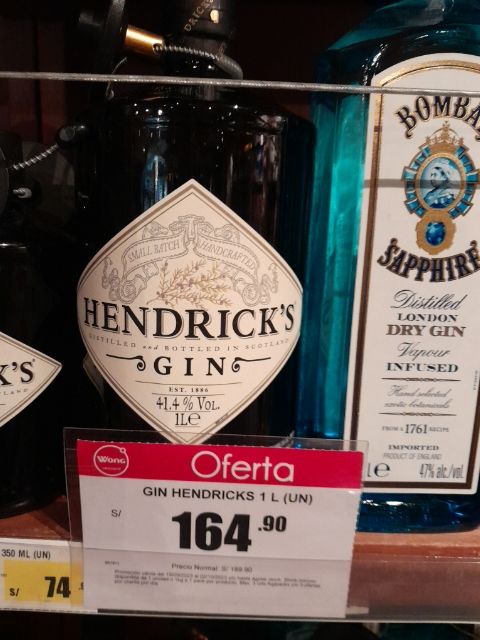 SMALL BATCH HANDCRAFTED
HENDRICK'S
DISTILLED and BOTTLED IN SCOTLAND
GIN
EST. 1886
41.4% VOL.
1L℮
K'S
BOMBAY
SAPPHIRE
Distilled
LONDON
DRY GIN
Vapour
INFUSED
Hand selected
exotic botanicals
FROM A 1761 RECIPE
IMPORTED
PRODUCT OF ENGLAND
47% alc./vol.
Wong
Oferta
GIN HENDRICKS 1 L (UN)
S/ 164.90
Precio Normal: S/ 189.90
350 ML (UN)
S/ 74